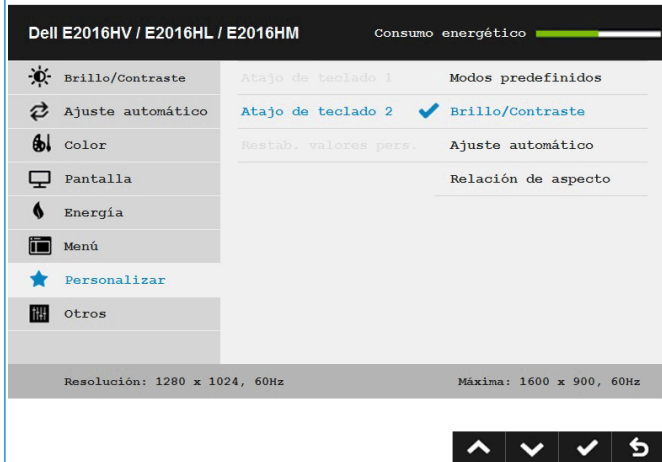 Dell E2016HV / E2016HL / E2016HM Consumo energético
Brillo/Contraste Atajo de teclado 1 Modos predefinidos
Ajuste automático Atajo de teclado 2 Brillo/Contraste
Color Restab. valores pers. Ajuste automático
Pantalla Relación de aspecto
Energía
Menú
Personalizar
Otros
Resolución: 1280 x 1024, 60Hz Máxima: 1600 x 900, 60Hz